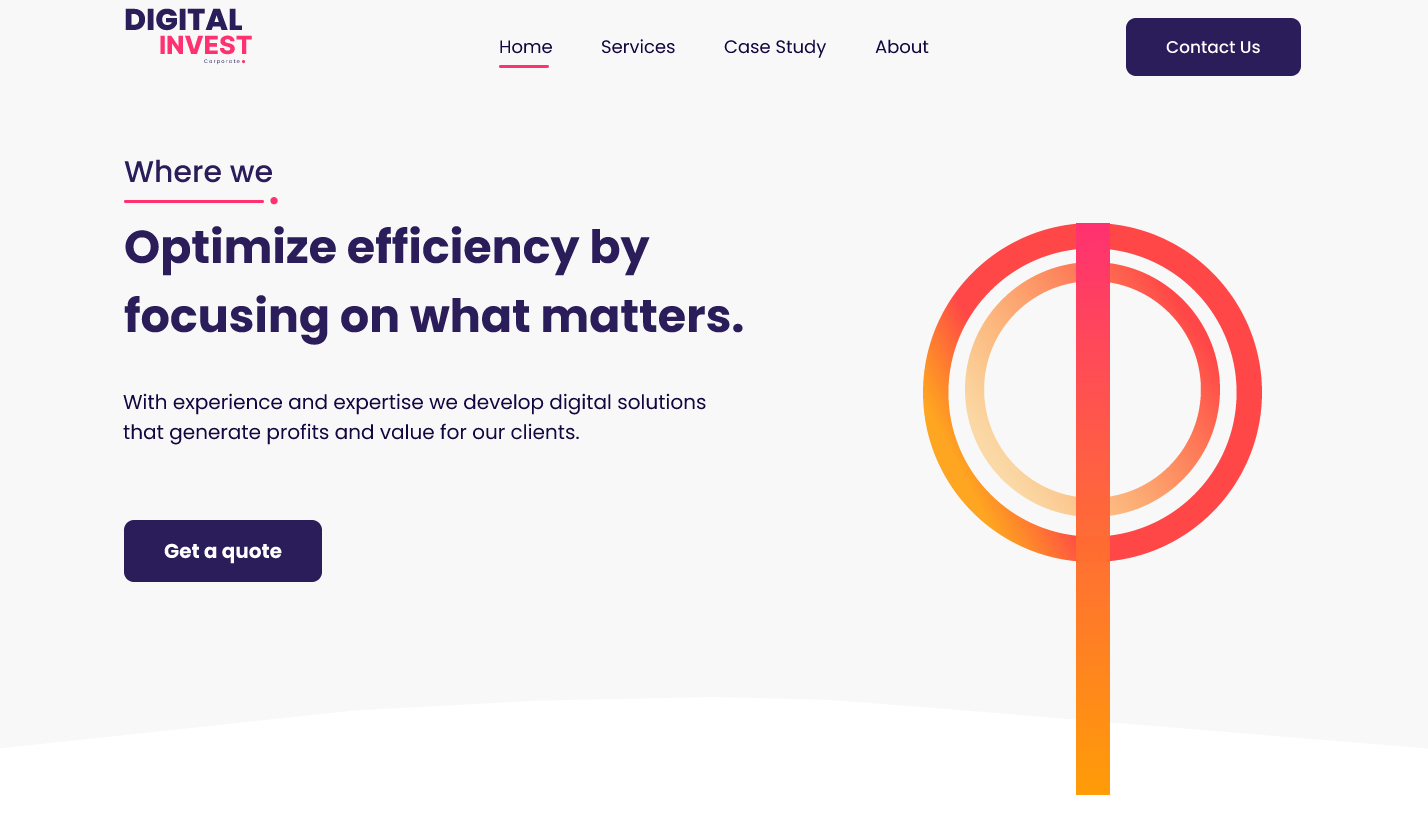 DIGITAL
INVEST
Corporate
Home Services Case Study About
Contact Us
Where we
Optimize efficiency by
focusing on what matters.
With experience and expertise we develop digital solutions
that generate profits and value for our clients.
Get a quote